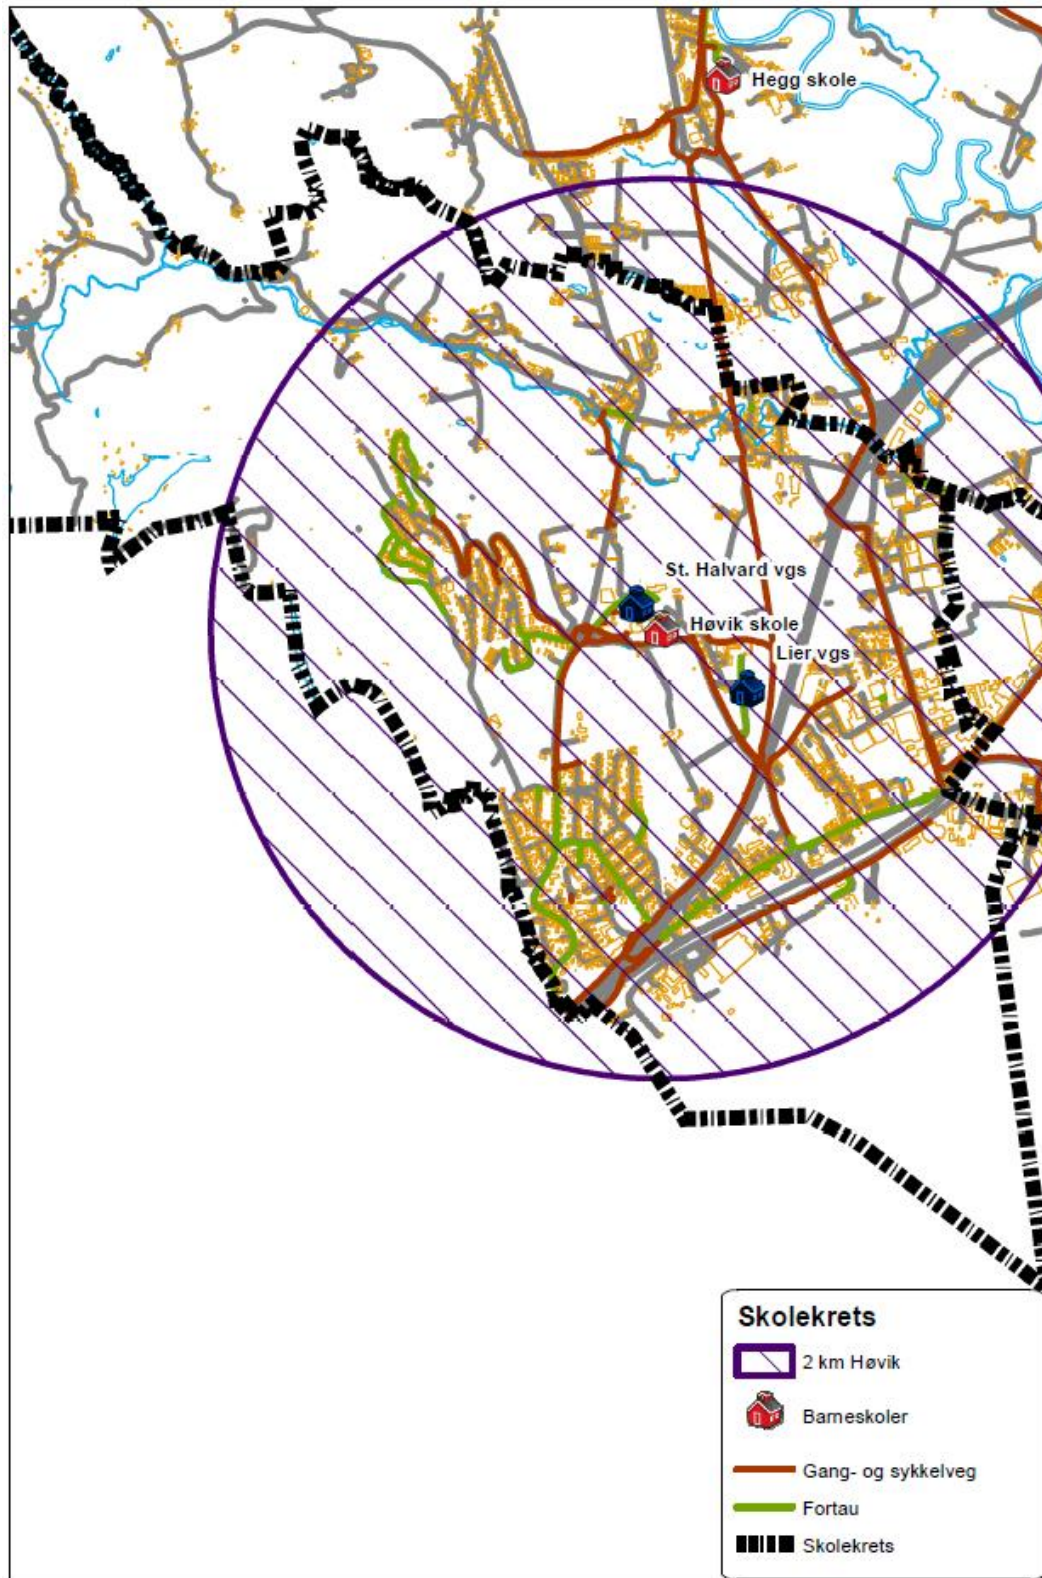 Hegg skole
St. Halvard vgs
Høvik skole
Lier vgs
Skolekrets
2 km Høvik
Barneskoler
Gang- og sykkelveg
Fortau
Skolekrets